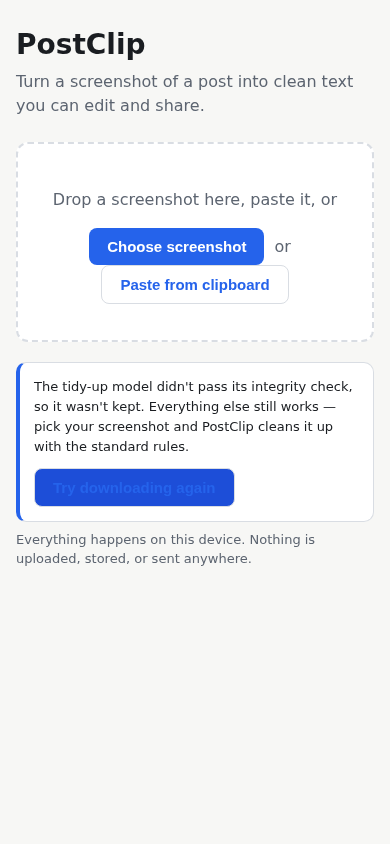 PostClip
Turn a screenshot of a post into clean text
you can edit and share.
Drop a screenshot here, paste it, or
Choose screenshot or
Paste from clipboard
The tidy-up model didn't pass its integrity check,
so it wasn't kept. Everything else still works —
pick your screenshot and PostClip cleans it up
with the standard rules.
Try downloading again
Everything happens on this device. Nothing is
uploaded, stored, or sent anywhere.